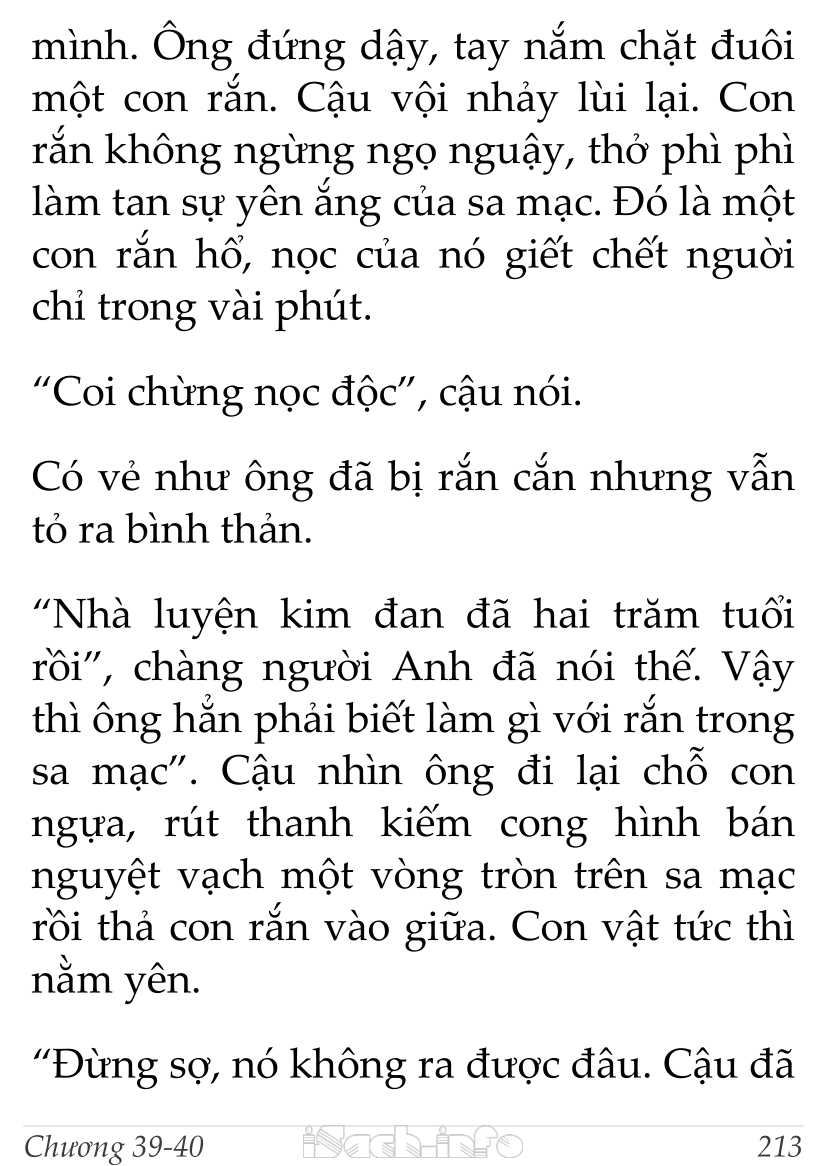 mình. Ông đứng dậy, tay nắm chặt đuôi
một con rắn. Cậu vội nhảy lùi lại. Con
rắn không ngừng ngọ nguậy, thở phì phì
làm tan sự yên ắng của sa mạc. Đó là một
con rắn hổ, nọc của nó giết chết nguời
chỉ trong vài phút.
“Coi chừng nọc độc”, cậu nói.
Có vẻ như ông đã bị rắn cắn nhưng vẫn
tỏ ra bình thản.
“Nhà luyện kim đan đã hai trăm tuổi
rồi”, chàng người Anh đã nói thế. Vậy
thì ông hẳn phải biết làm gì với rắn trong
sa mạc”. Cậu nhìn ông đi lại chỗ con
ngựa, rút thanh kiếm cong hình bán
nguyệt vạch một vòng tròn trên sa mạc
rồi thả con rắn vào giữa. Con vật tức thì
nằm yên.
“Đừng sợ, nó không ra được đâu. Cậu đã
Chương 39-40 iSach.info 213